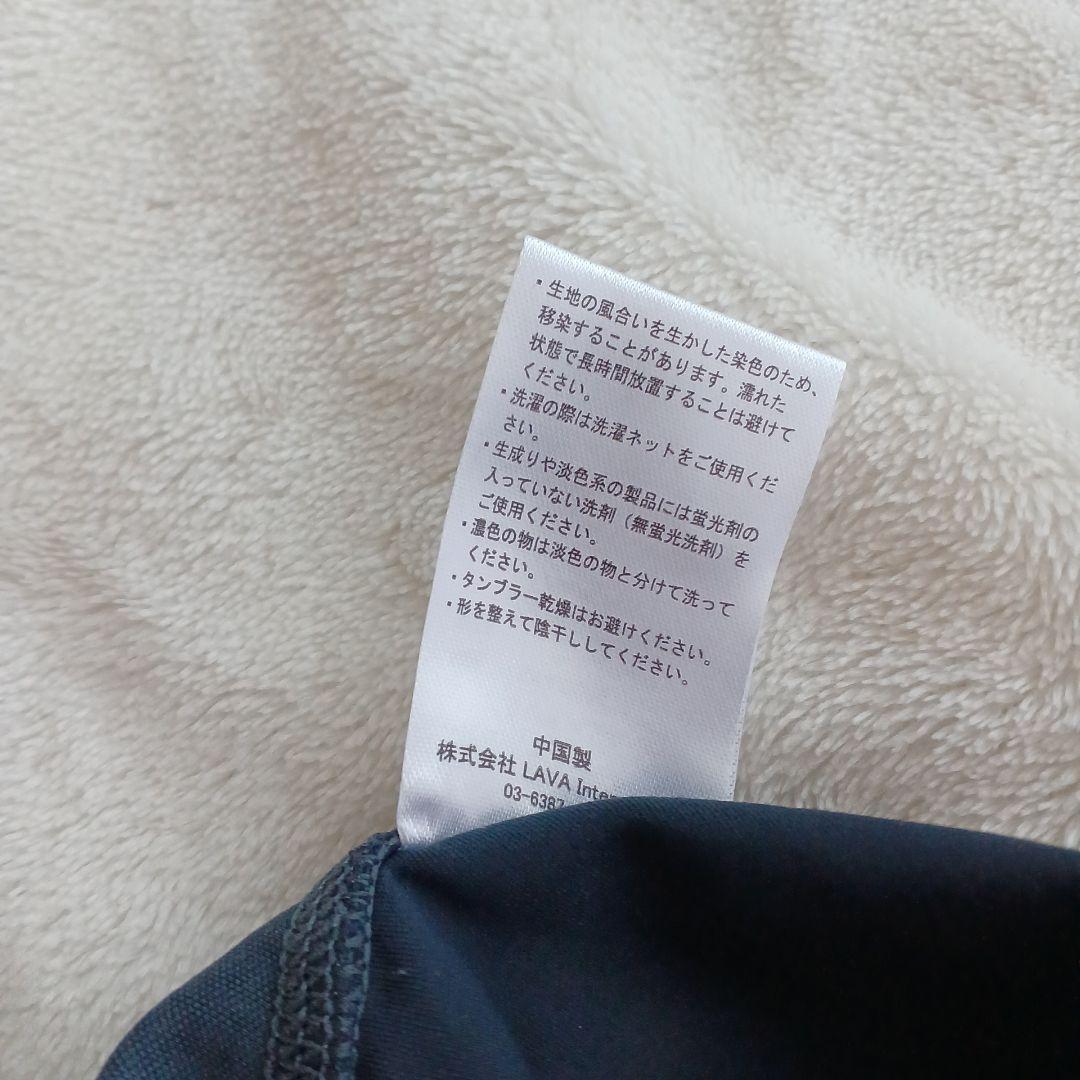 ・生地の風合いを生かした染色のため、
移染することがあります。濡れた
状態で長時間放置することは避けて
ください。
・洗濯の際は洗濯ネットをご使用くだ
さい。
・生成りや淡色系の製品には蛍光剤の
入っていない洗剤（無蛍光洗剤）を
ご使用ください。
・濃色の物は淡色の物と分けて洗って
ください。
・タンブラー乾燥はお避けください。
・形を整えて陰干ししてください。
中国製
株式会社 LAVA